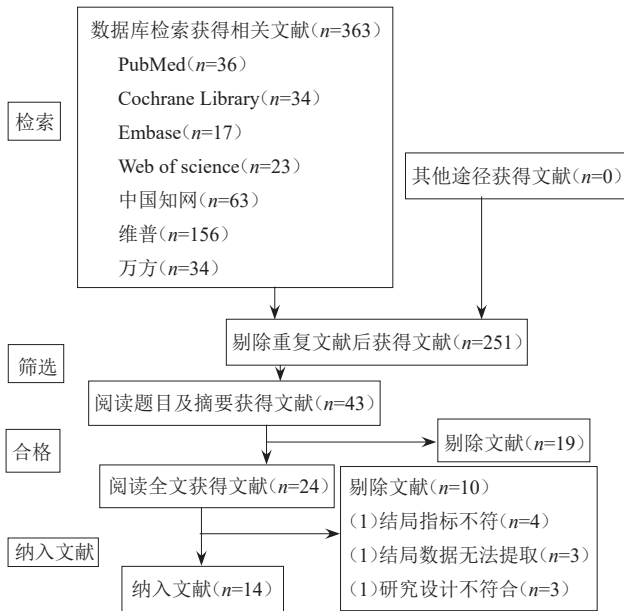 数据库检索获得相关文献(n=363)
PubMed(n=36)
Cochrane Library(n=34)
Embase(n=17)
Web of science(n=23)
中国知网(n=63)
维普(n=156)
万方(n=34)
检索
其他途径获得文献(n=0)
剔除重复文献后获得文献(n=251)
筛选
阅读题目及摘要获得文献(n=43)
剔除文献(n=19)
合格
阅读全文获得文献(n=24)
剔除文献(n=10)
(1)结局指标不符(n=4)
(1)结局数据无法提取(n=3)
(1)研究设计不符合(n=3)
纳入文献
纳入文献(n=14)